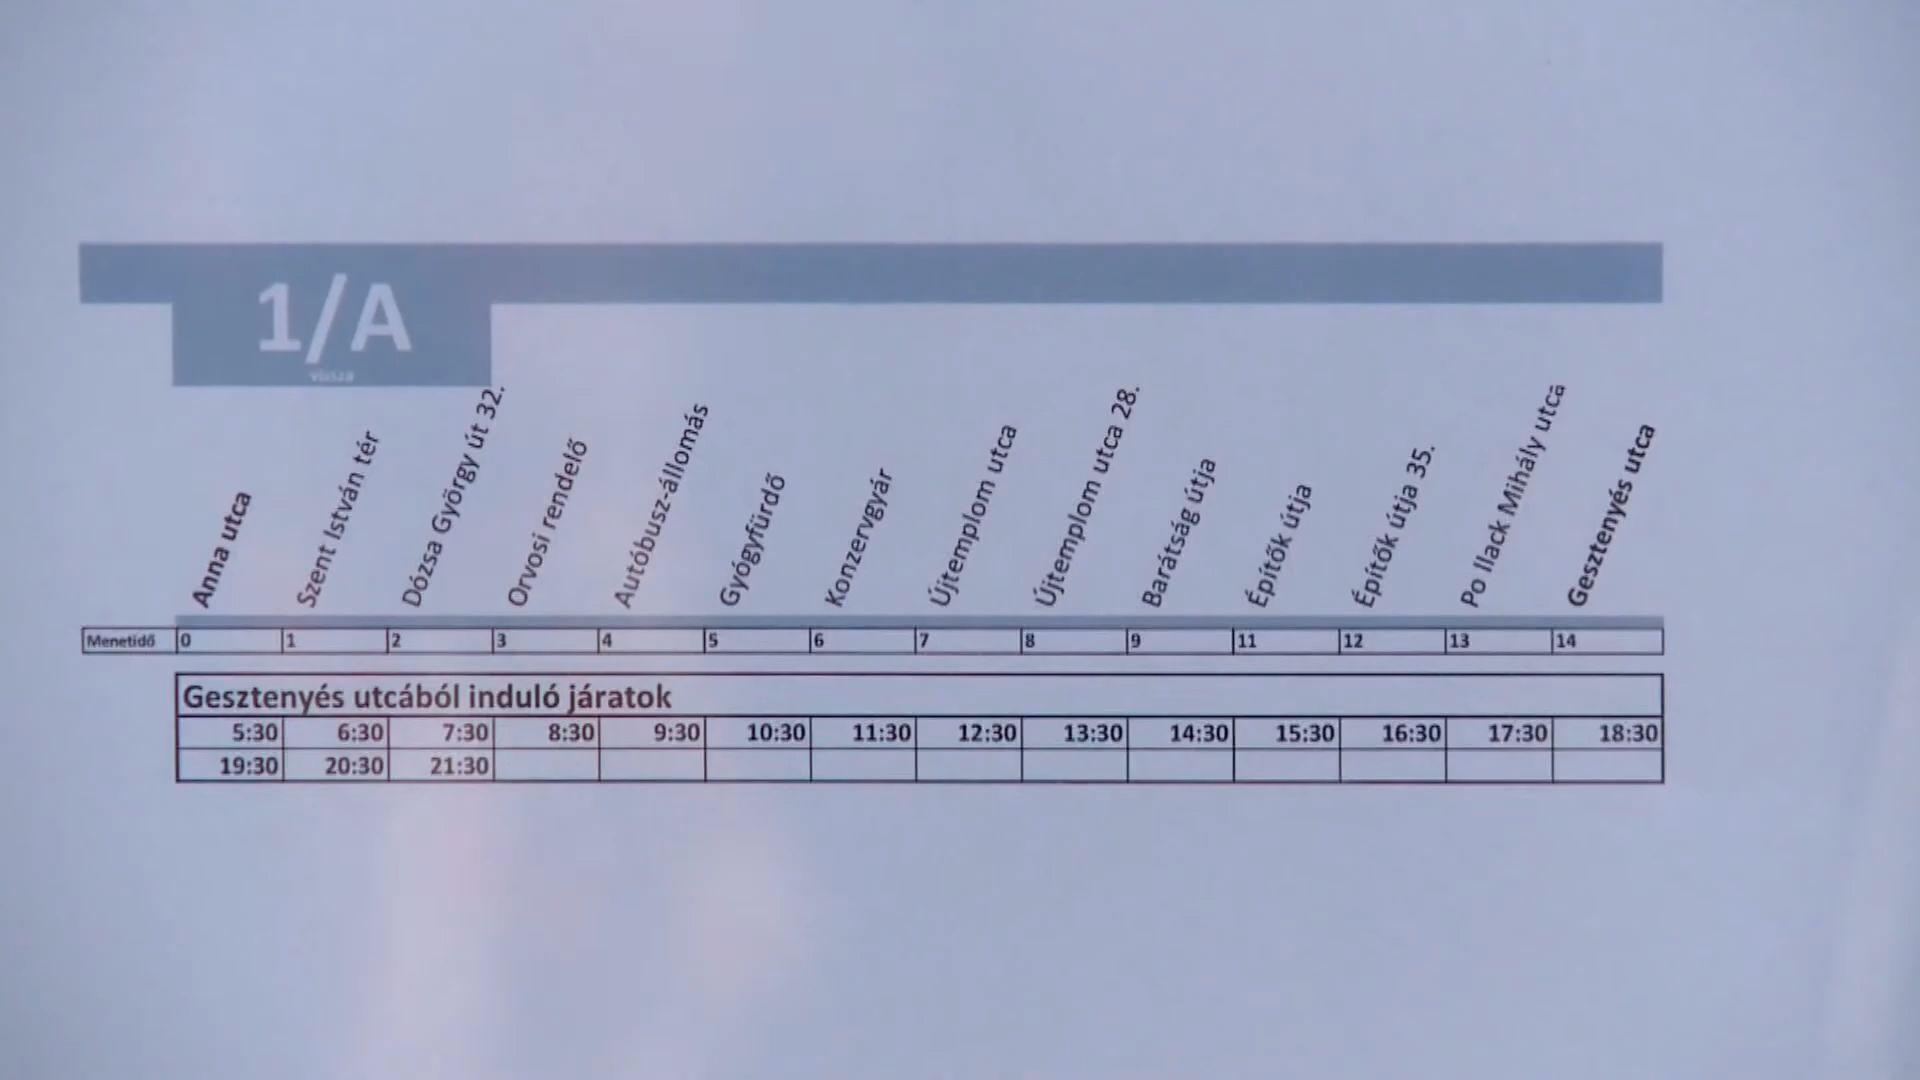 1/A
vissza
Anna utca
Szent István tér
Dózsa György út 32.
Orvosi rendelő
Autóbusz-állomás
Gyógyfürdő
Konzervgyár
Újtemplom utca
Újtemplom utca 28.
Barátság útja
Építők útja
Építők útja 35.
Po llack Mihály utca
Gesztenyés utca
Menetidő 0 1 2 3 4 5 6 7 8 9 11 12 13 14
Gesztenyés utcából induló járatok
5:30 6:30 7:30 8:30 9:30 10:30 11:30 12:30 13:30 14:30 15:30 16:30 17:30 18:30
19:30 20:30 21:30